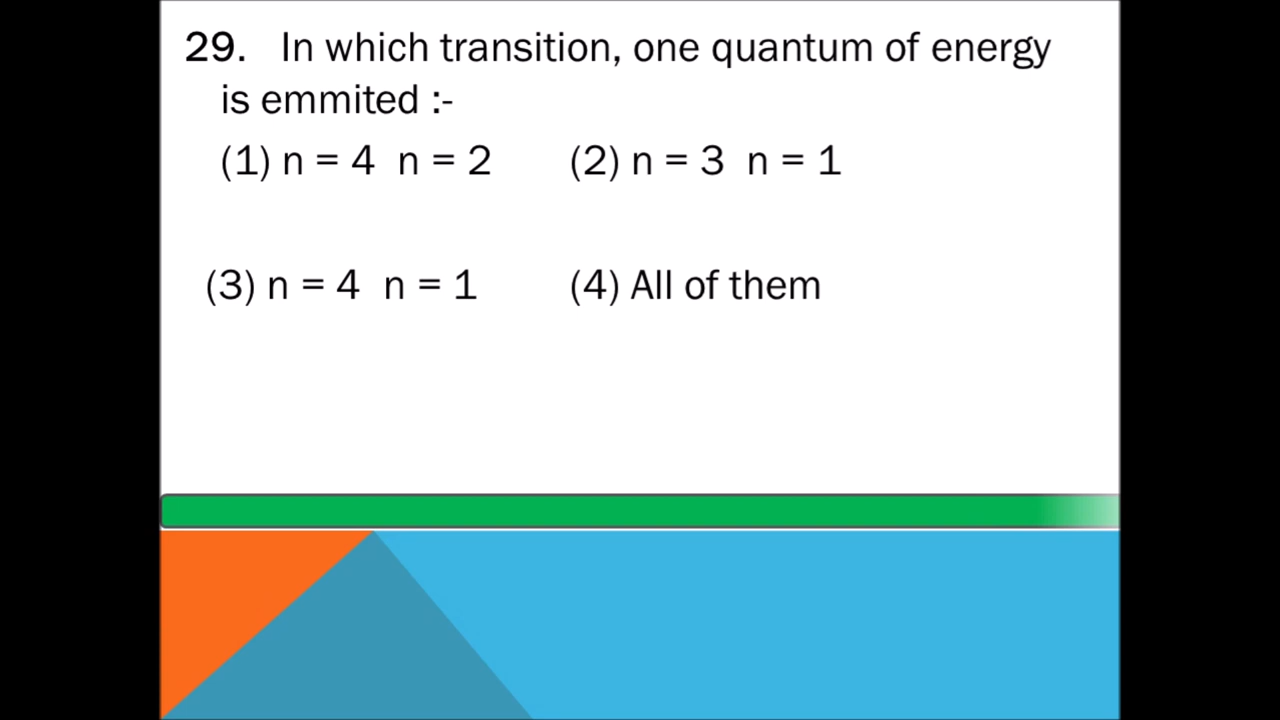 29. In which transition, one quantum of energy
is emmited :-
(1) n = 4 n = 2 (2) n = 3 n = 1
(3) n = 4 n = 1 (4) All of them